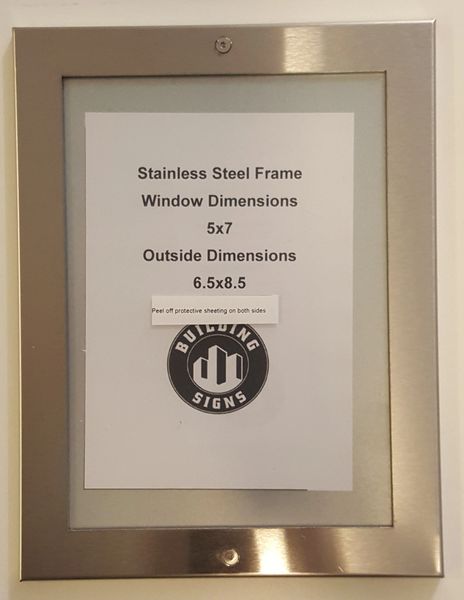 Stainless Steel Frame
Window Dimensions
5x7
Outside Dimensions
6.5x8.5
Peel off protective sheeting on both sides
BUILDING
SIGNS